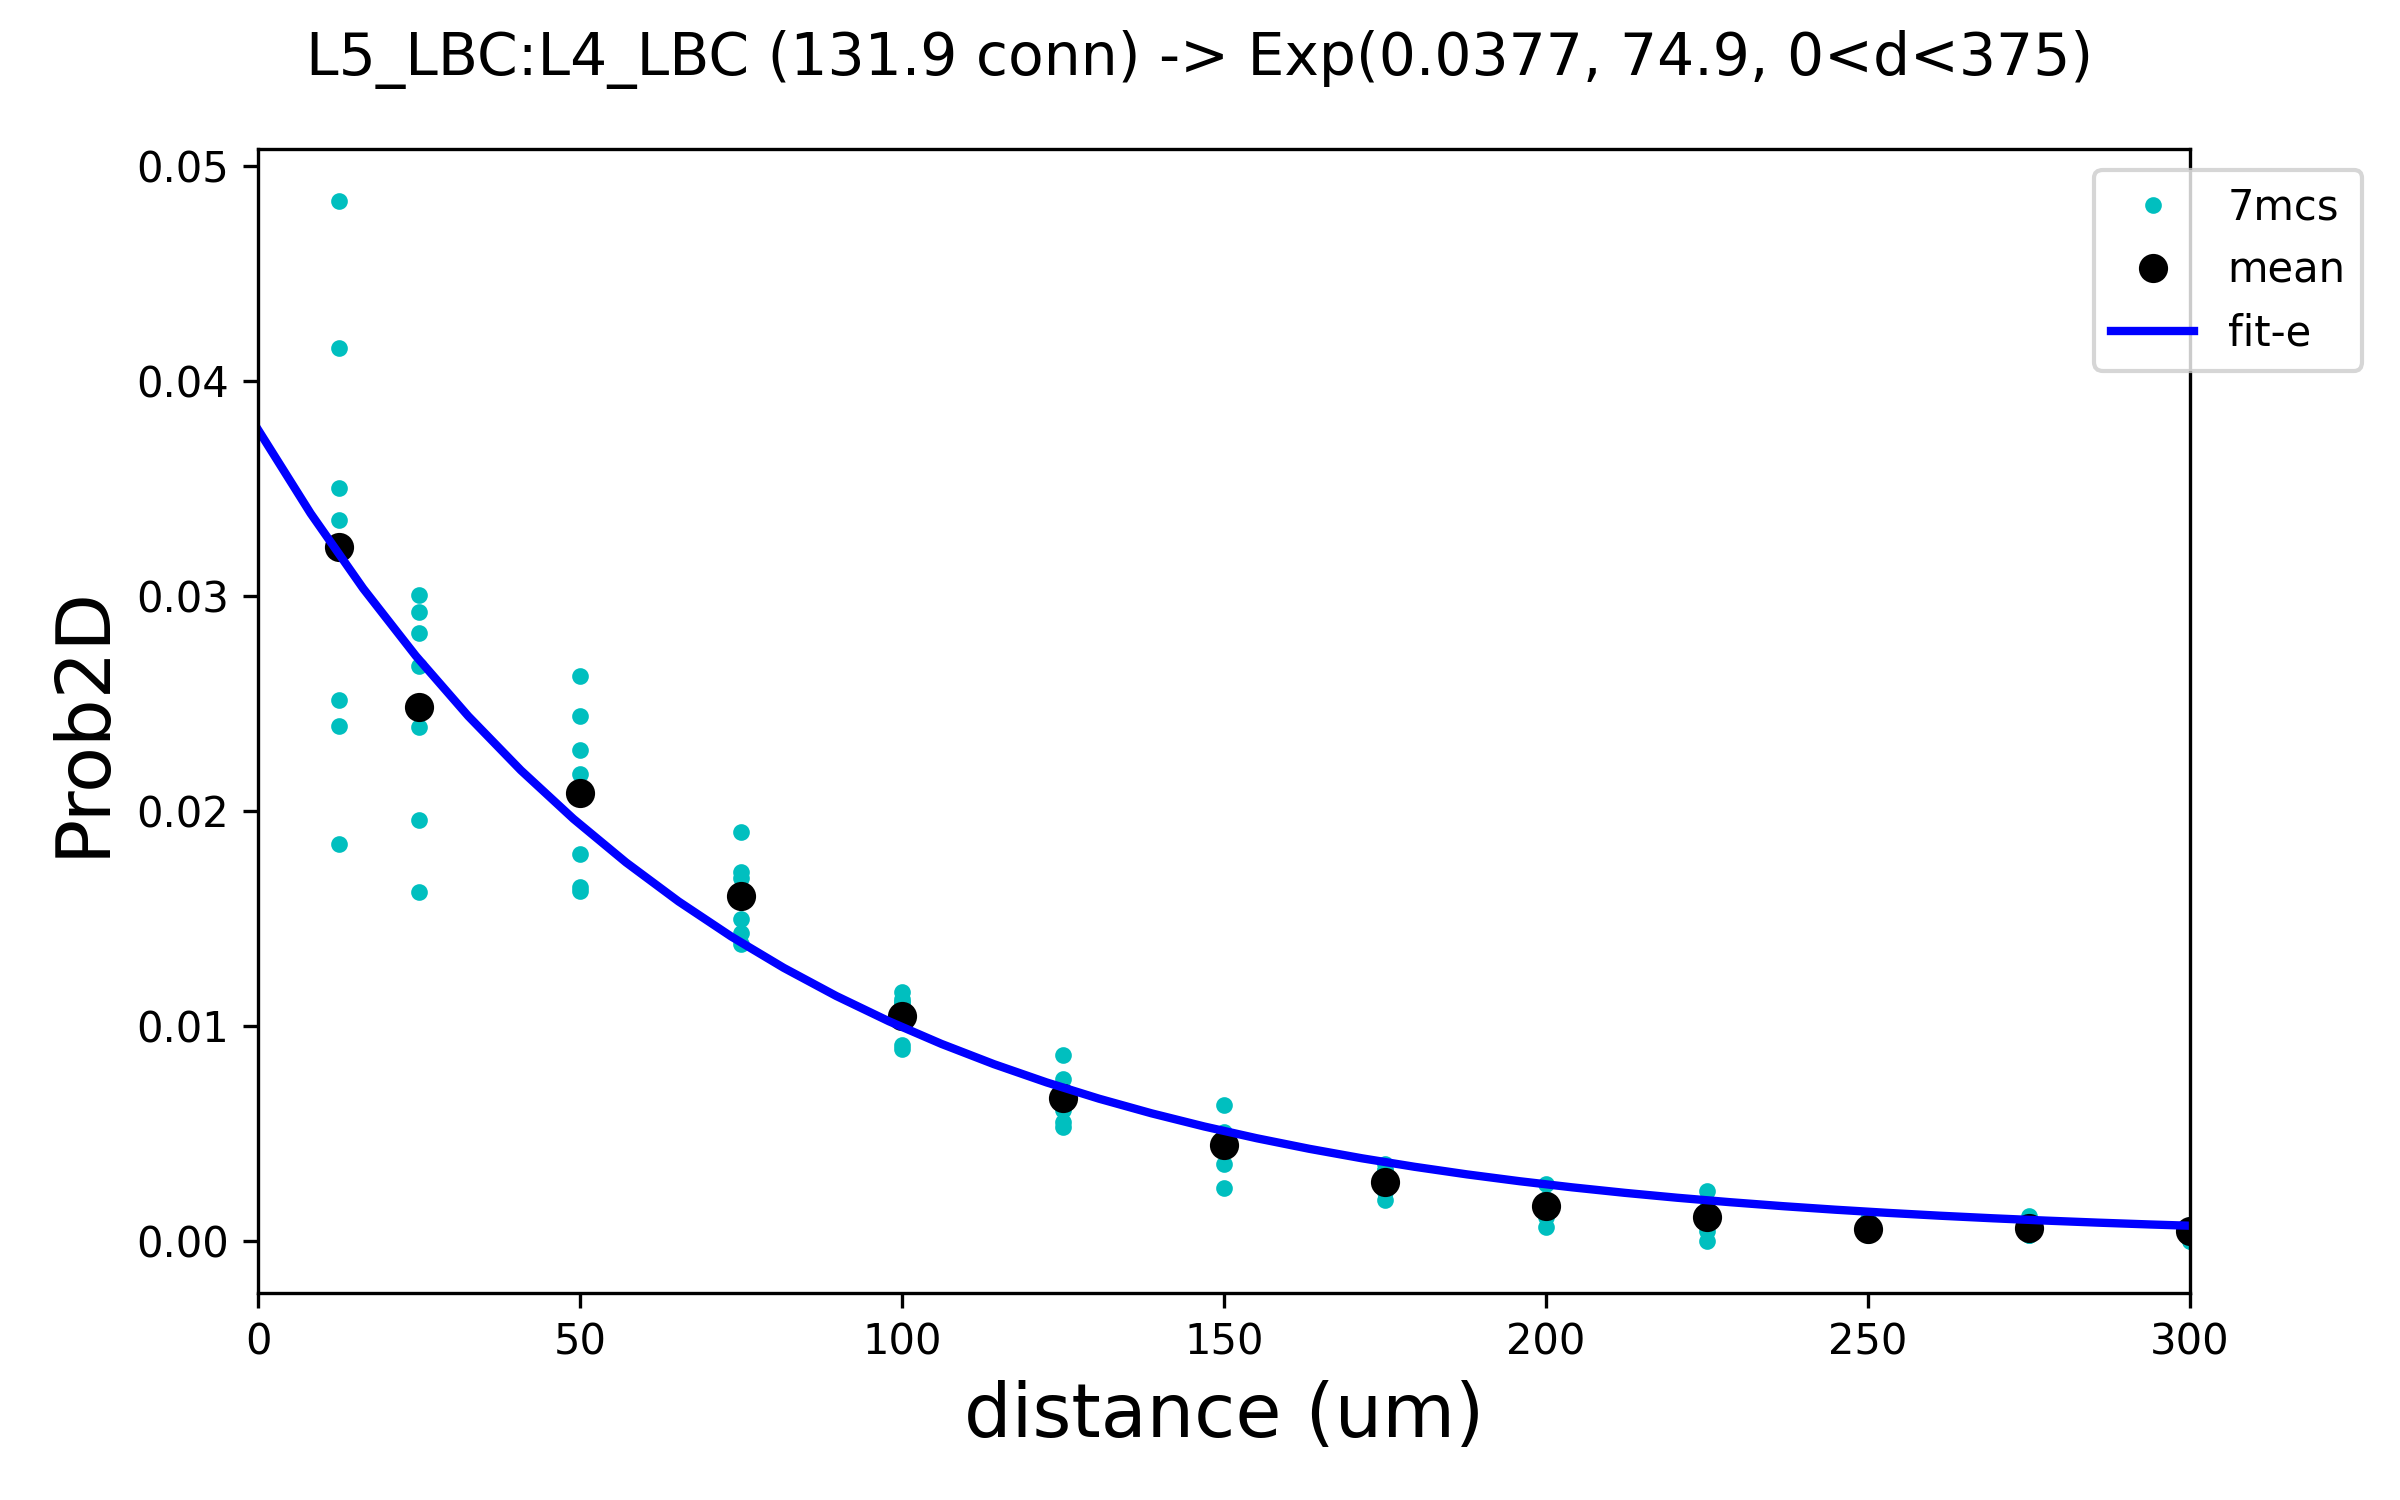 L5_LBC:L4_LBC (131.9 conn) -> Exp(0.0377, 74.9, 0<d<375)
7mcs
mean
fit-e
Prob2D
0.05
0.04
0.03
0.02
0.01
0.00
0 50 100 150 200 250 300
distance (um)